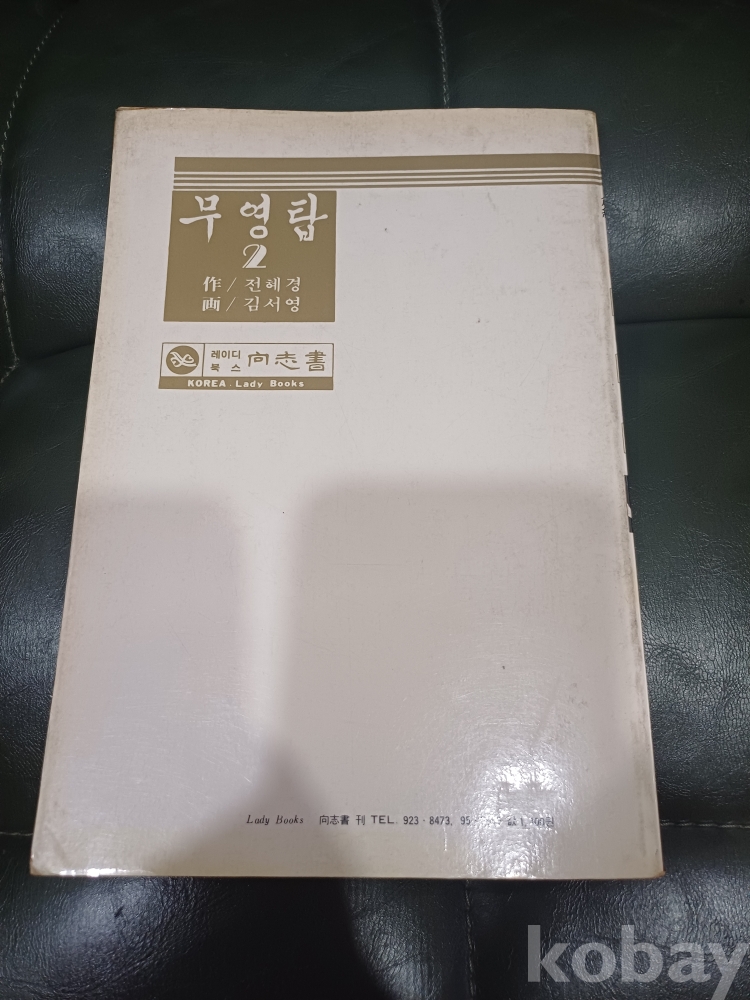 무영탑
2
作 / 전혜경
画 / 김서영
레이디
북 스
向志書
KOREA. Lady Books
Lady Books 向志書 刊 TEL. 923·8473, 95
kobay